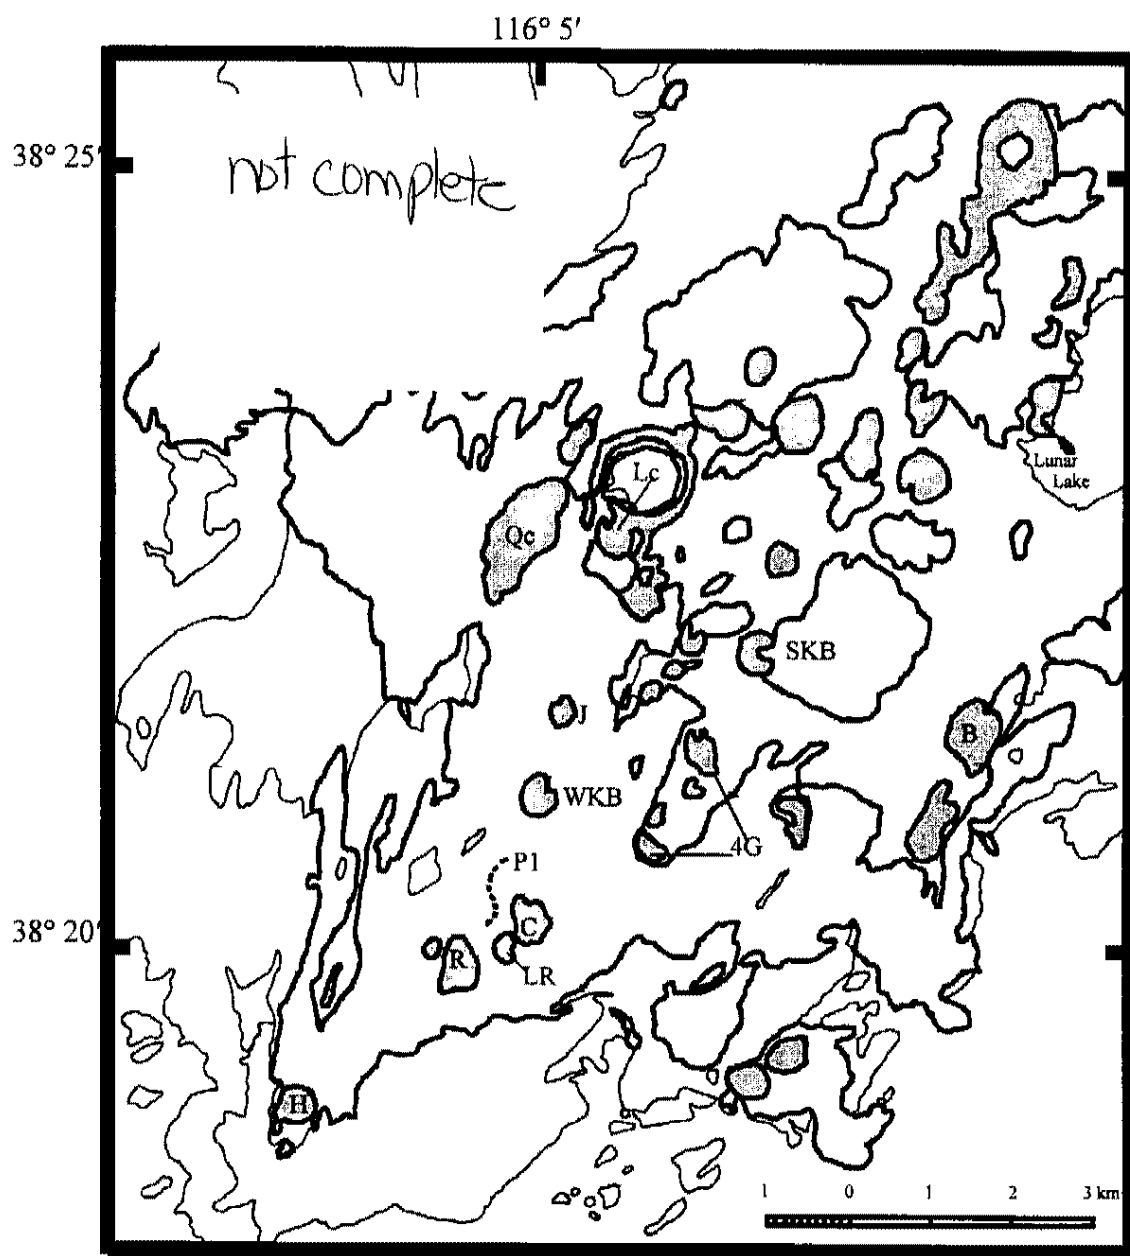 116° 5′
38° 25′
not complete
Lc
Lunar
Lake
Qc
SKB
J
B
WKB
4G
P1
38° 20′
C
R
LR
H
1 0 1 2 3 km